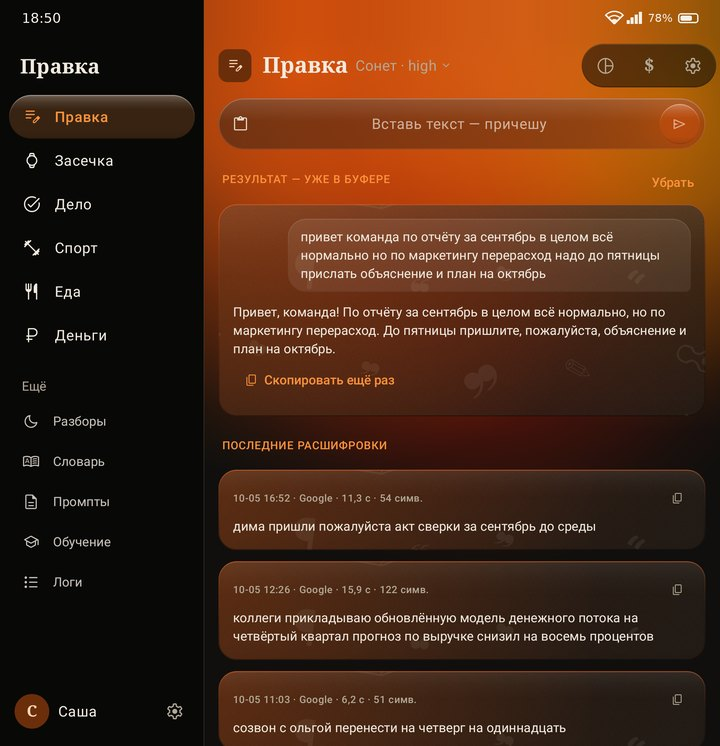 18:50
78%
Правка
Правка
Засечка
Дело
Спорт
Еда
Деньги
Ещё
Разборы
Словарь
Промпты
Обучение
Логи
С
Саша
Правка Сонет · high
$
Вставь текст — причешу
РЕЗУЛЬТАТ — УЖЕ В БУФЕРЕ
Убрать
привет команда по отчёту за сентябрь в целом всё
нормально но по маркетингу перерасход надо до пятницы
прислать объяснение и план на октябрь
Привет, команда! По отчёту за сентябрь в целом всё нормально, но по
маркетингу перерасход. До пятницы пришлите, пожалуйста, объяснение и
план на октябрь.
Скопировать ещё раз
ПОСЛЕДНИЕ РАСШИФРОВКИ
10-05 16:52 · Google · 11,3 с · 54 симв.
дима пришли пожалуйста акт сверки за сентябрь до среды
10-05 12:26 · Google · 15,9 с · 122 симв.
коллеги прикладываю обновлённую модель денежного потока на
четвёртый квартал прогноз по выручке снизил на восемь процентов
10-05 11:03 · Google · 6,2 с · 51 симв.
созвон с ольгой перенести на четверг на одиннадцать